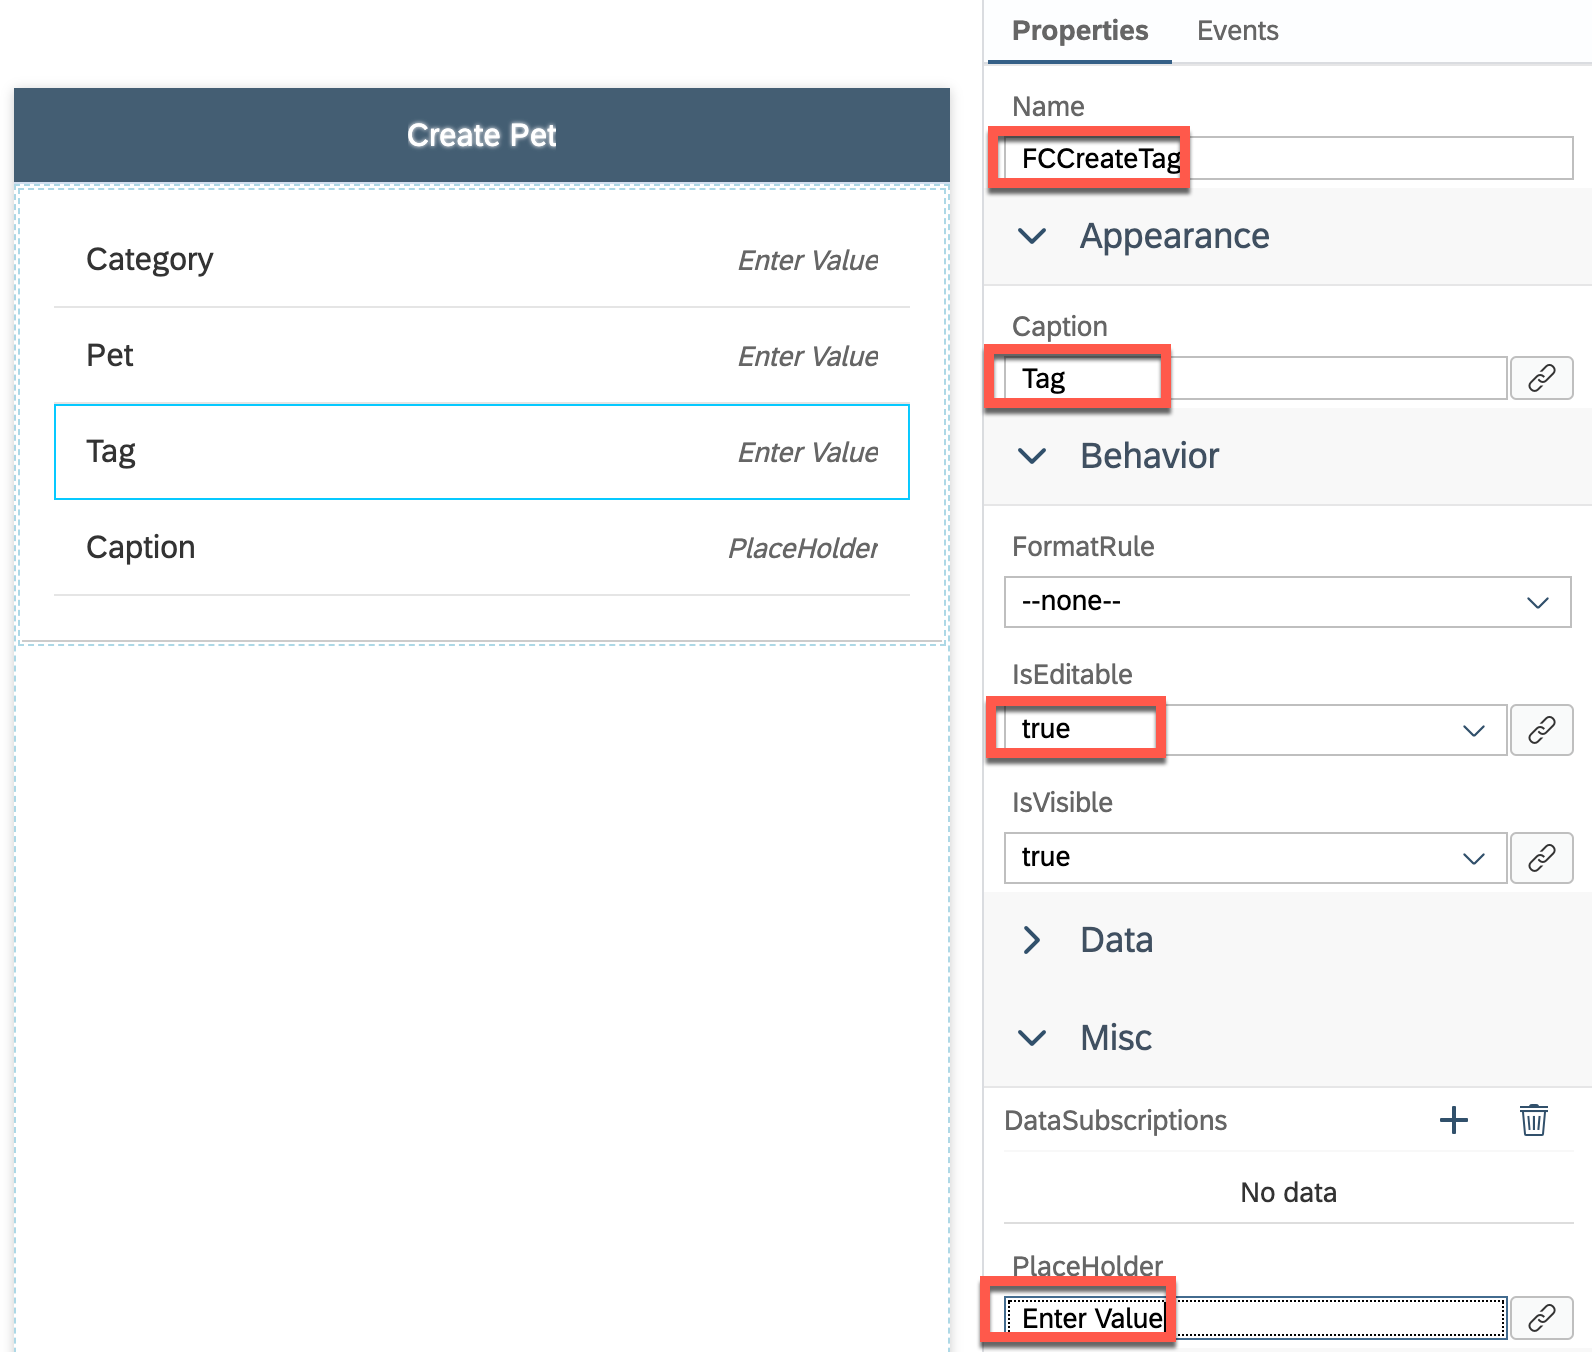 Create Pet
Category Enter Value
Pet Enter Value
Tag Enter Value
Caption PlaceHolder
Properties Events
Name
FCCreateTag
Appearance
Caption
Tag
Behavior
FormatRule
--none--
IsEditable
true
IsVisible
true
Data
Misc
DataSubscriptions
No data
PlaceHolder
Enter Value